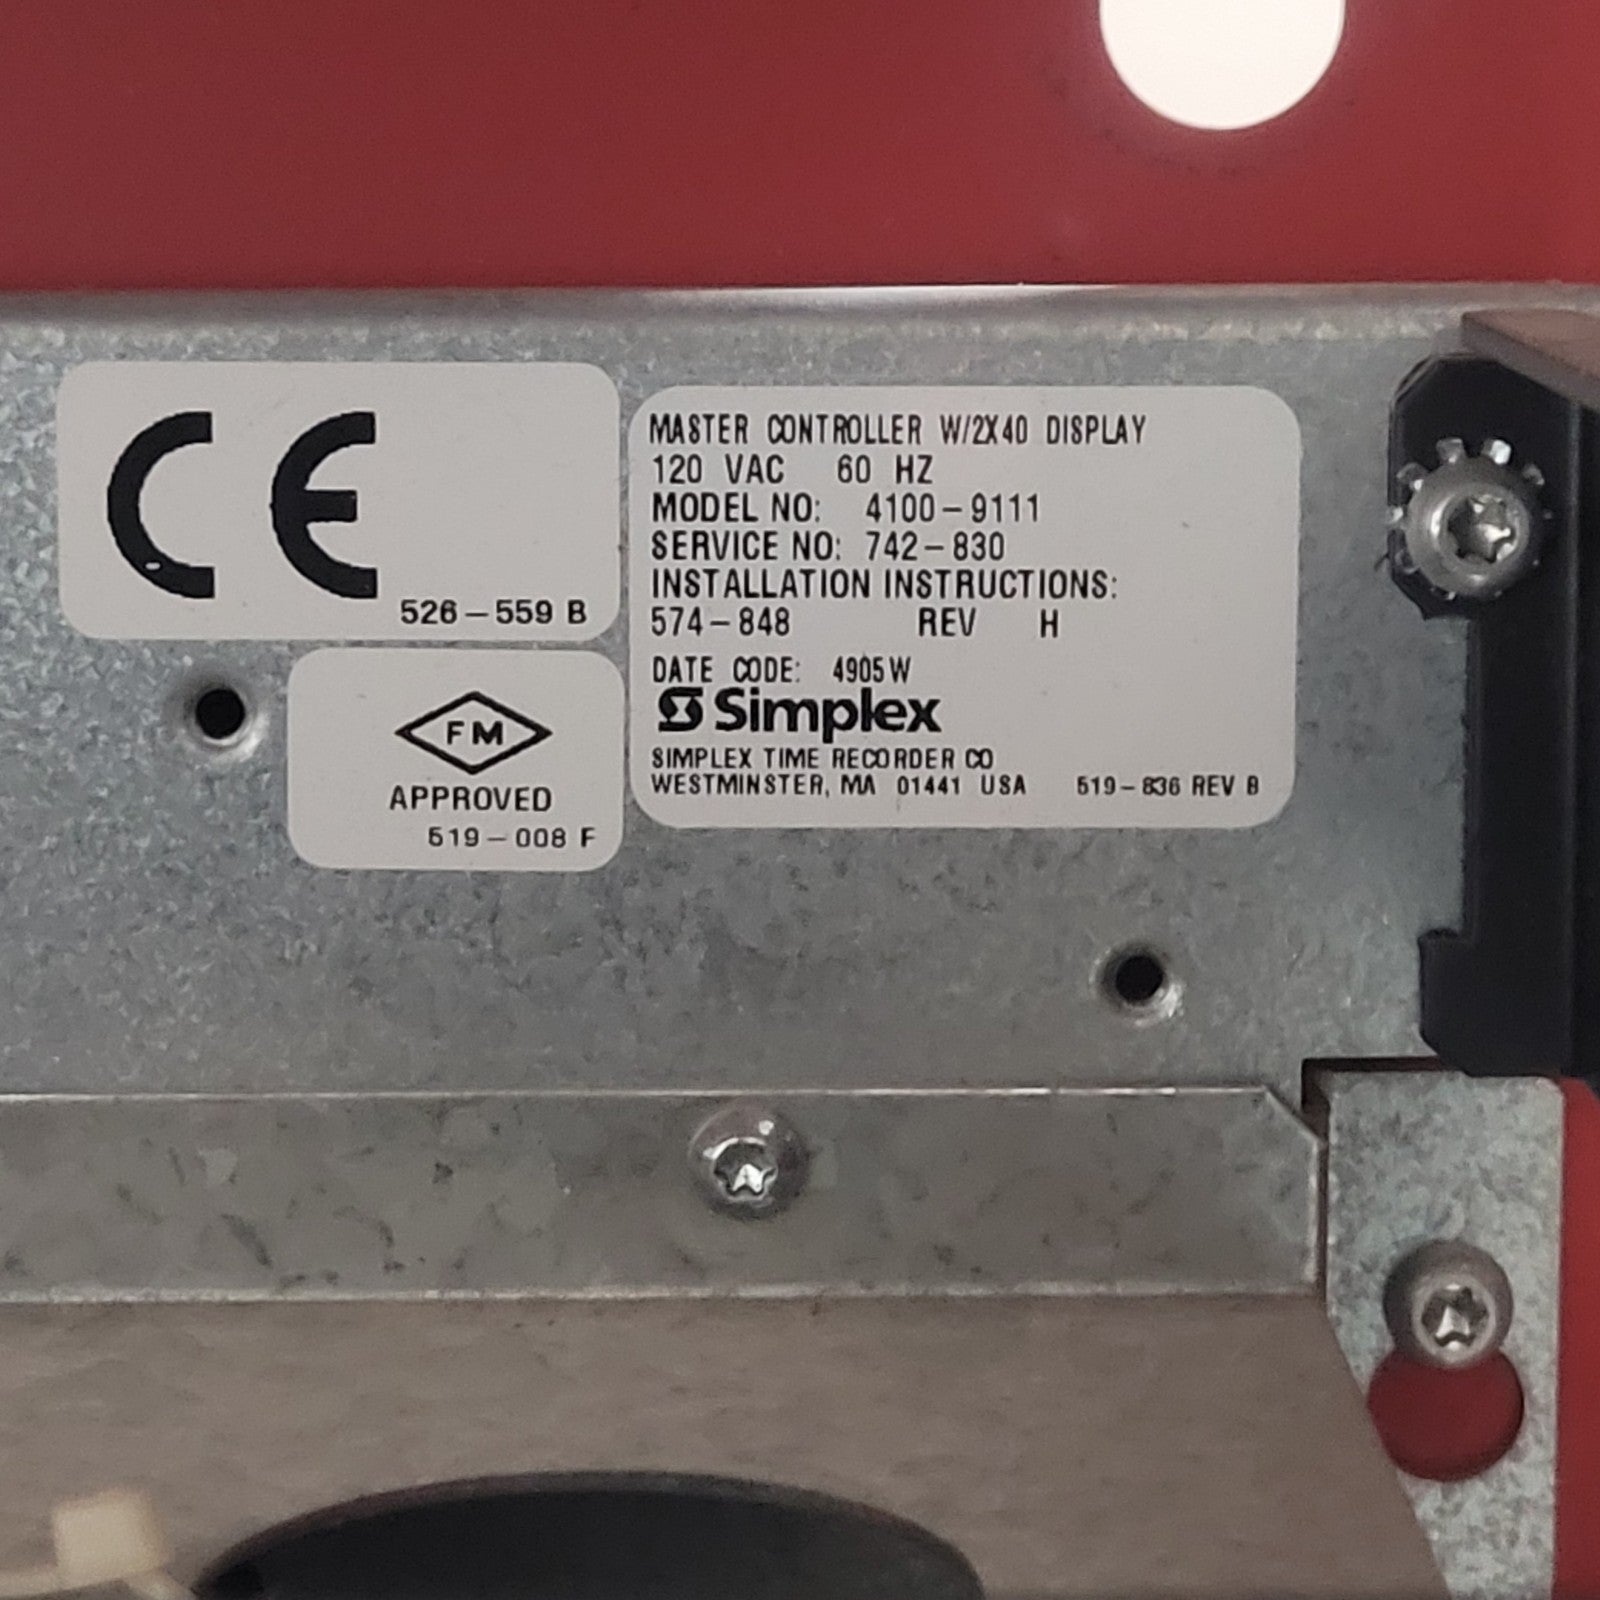 CE
526-559 B
FM
APPROVED
519-008 F
MASTER CONTROLLER W/2X40 DISPLAY
120 VAC 60 HZ
MODEL NO: 4100-9111
SERVICE NO: 742-830
INSTALLATION INSTRUCTIONS:
574-848 REV H
DATE CODE: 4905W
Simplex
SIMPLEX TIME RECORDER CO
WESTMINSTER, MA 01441 USA 519-836 REV B